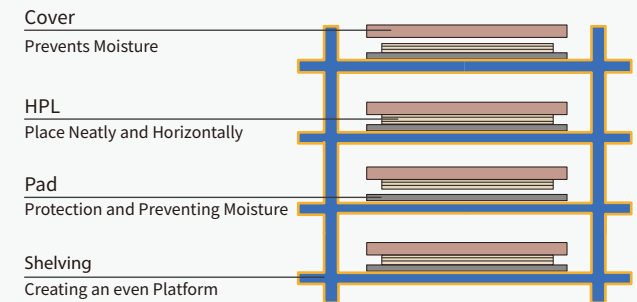 Cover
Prevents Moisture
HPL
Place Neatly and Horizontally
Pad
Protection and Preventing Moisture
Shelving
Creating an even Platform